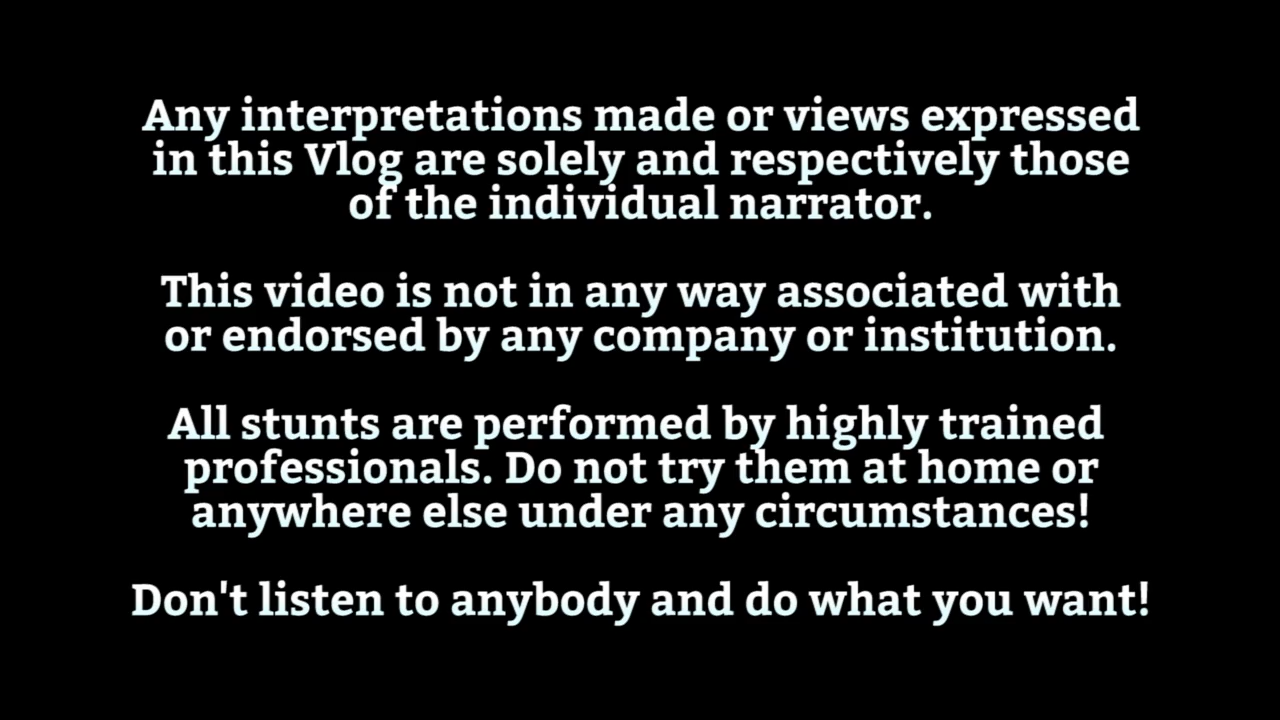 Any interpretations made or views expressed
in this Vlog are solely and respectively those
of the individual narrator.
This video is not in any way associated with
or endorsed by any company or institution.
All stunts are performed by highly trained
professionals. Do not try them at home or
anywhere else under any circumstances!
Don't listen to anybody and do what you want!